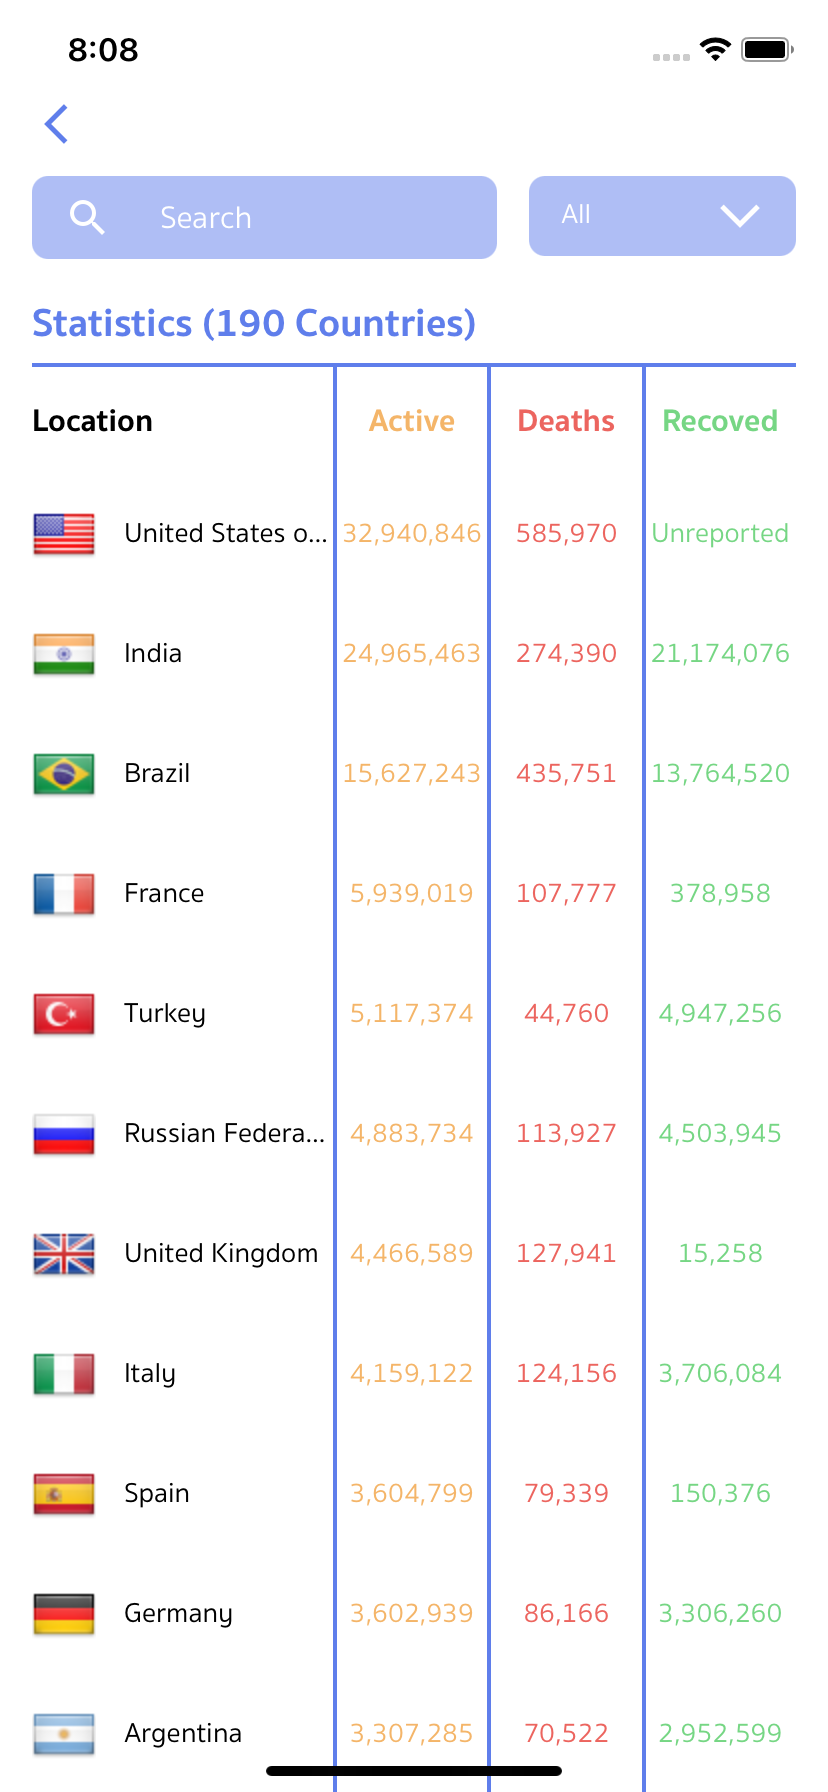 8:08
Search
All
Statistics (190 Countries)
Location Active Deaths Recoved
United States o... 32,940,846 585,970 Unreported
India 24,965,463 274,390 21,174,076
Brazil 15,627,243 435,751 13,764,520
France 5,939,019 107,777 378,958
Turkey 5,117,374 44,760 4,947,256
Russian Federa... 4,883,734 113,927 4,503,945
United Kingdom 4,466,589 127,941 15,258
Italy 4,159,122 124,156 3,706,084
Spain 3,604,799 79,339 150,376
Germany 3,602,939 86,166 3,306,260
Argentina 3,307,285 70,522 2,952,599